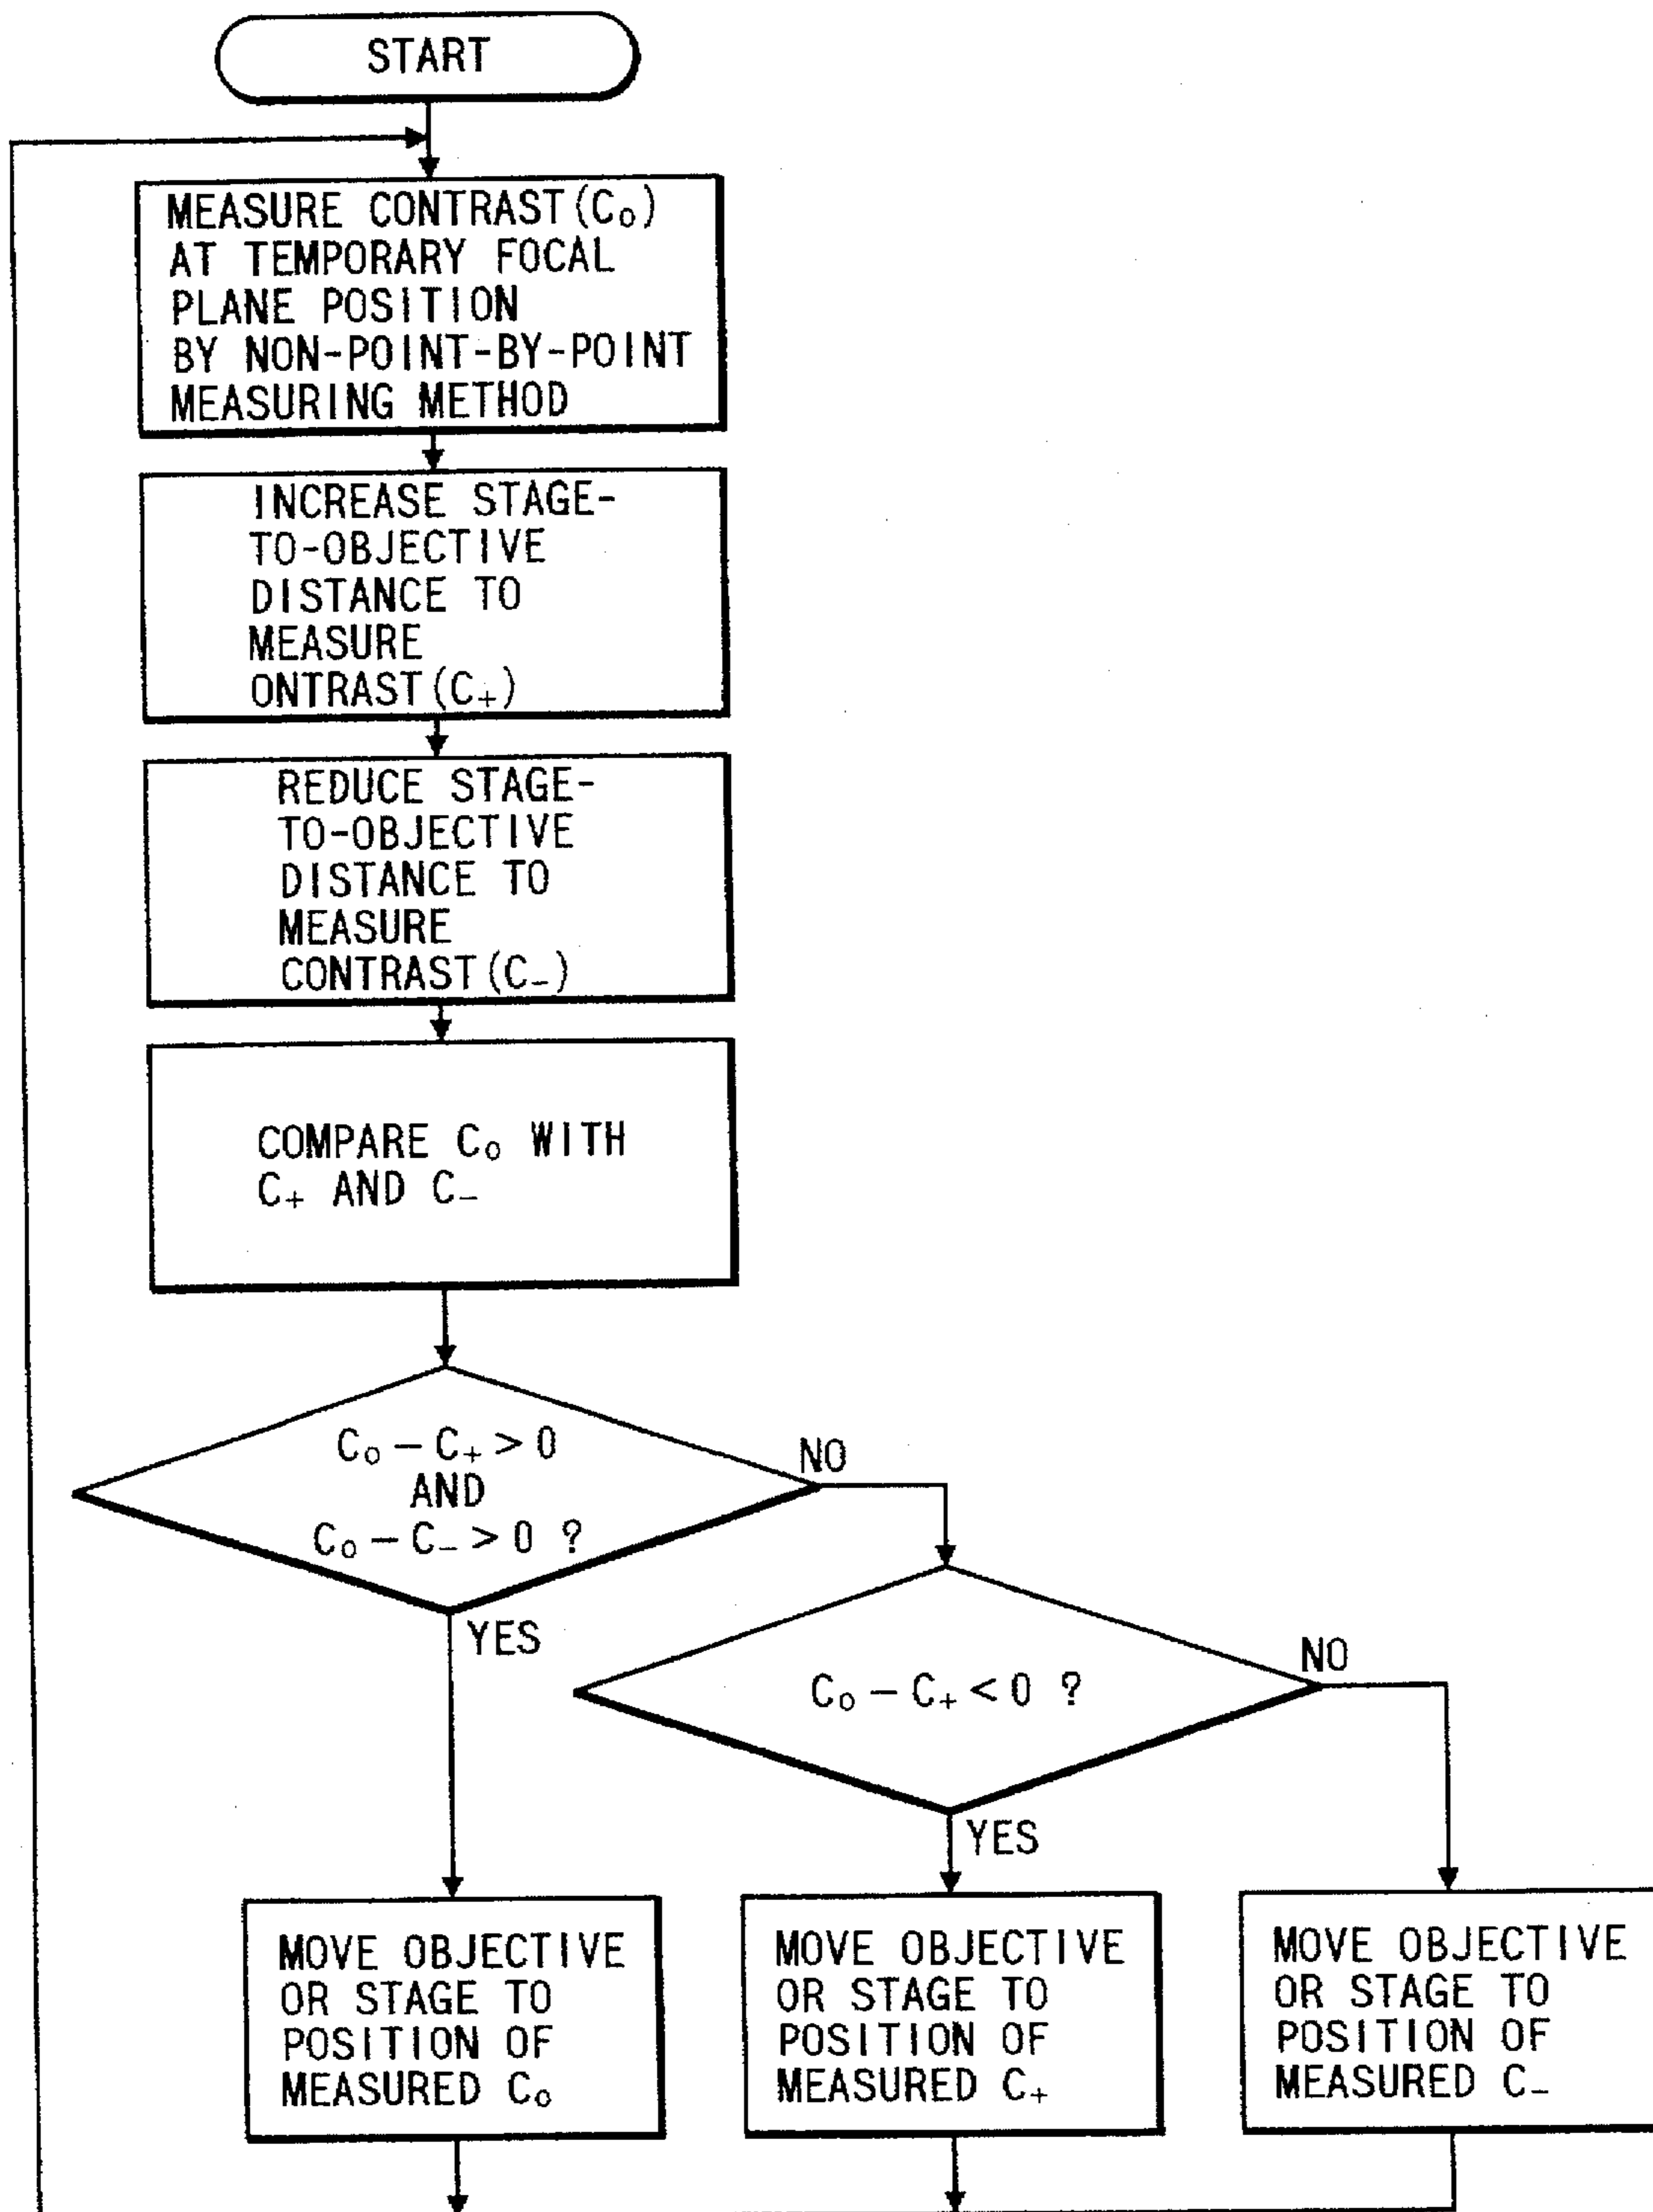 START
MEASURE CONTRAST(C₀)
AT TEMPORARY FOCAL
PLANE POSITION
BY NON-POINT-BY-POINT
MEASURING METHOD
INCREASE STAGE-
TO-OBJECTIVE
DISTANCE TO
MEASURE
ONTRAST(C₊)
REDUCE STAGE-
TO-OBJECTIVE
DISTANCE TO
MEASURE
CONTRAST(C₋)
COMPARE C₀ WITH
C₊ AND C₋
C₀ − C₊ > 0
AND
C₀ − C₋ > 0 ?
NO
YES
C₀ − C₊ < 0 ?
NO
YES
MOVE OBJECTIVE
OR STAGE TO
POSITION OF
MEASURED C₀
MOVE OBJECTIVE
OR STAGE TO
POSITION OF
MEASURED C₊
MOVE OBJECTIVE
OR STAGE TO
POSITION OF
MEASURED C₋